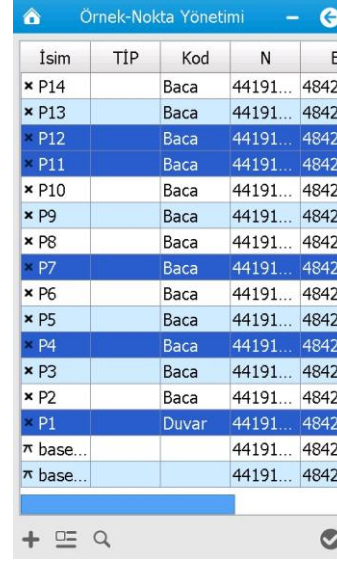 Örnek-Nokta Yönetimi
İsim TİP Kod N E
P14 Baca 44191... 4842
P13 Baca 44191... 4842
P12 Baca 44191... 4842
P11 Baca 44191... 4842
P10 Baca 44191... 4842
P9 Baca 44191... 4842
P8 Baca 44191... 4842
P7 Baca 44191... 4842
P6 Baca 44191... 4842
P5 Baca 44191... 4842
P4 Baca 44191... 4842
P3 Baca 44191... 4842
P2 Baca 44191... 4842
P1 Duvar 44191... 4842
base... 44191... 4842
base... 44191... 4842